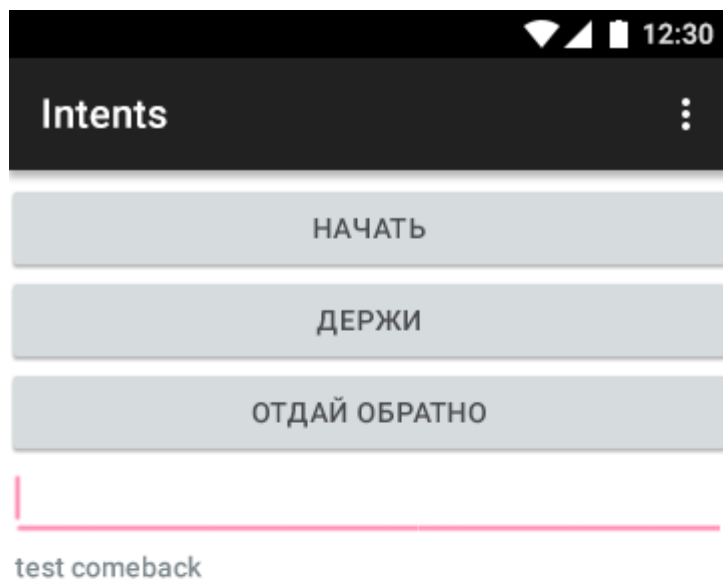 12:30
Intents
НАЧАТЬ
ДЕРЖИ
ОТДАЙ ОБРАТНО
test comeback